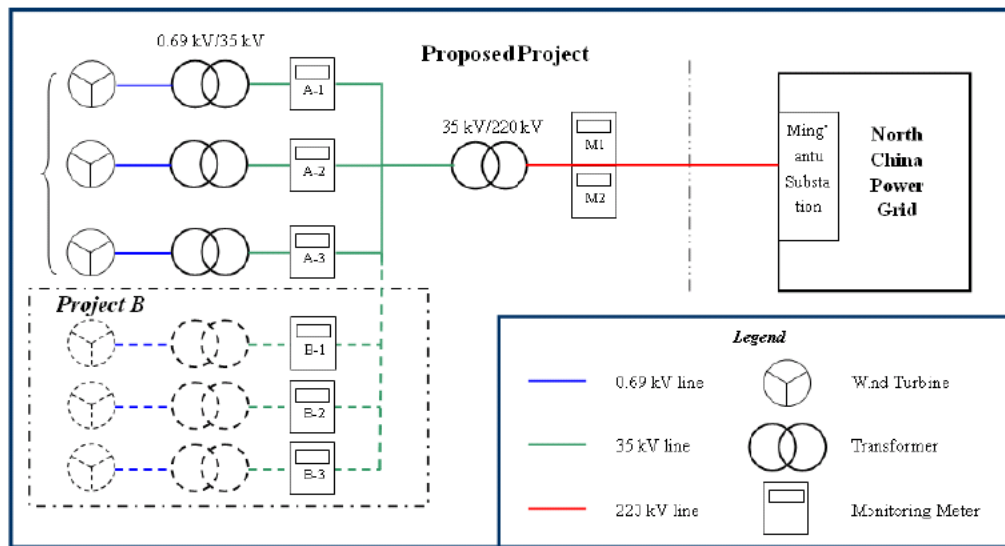 0.69 kV/35 kV
Proposed Project
A-1
A-2
A-3
35 kV/220 kV
M1
M2
Ming'
antu
Substa
tion
North
China
Power
Grid
Project B
B-1
B-2
B-3
Legend
0.69 kV line
Wind Turbine
35 kV line
Transformer
220 kV line
Monitoring Meter